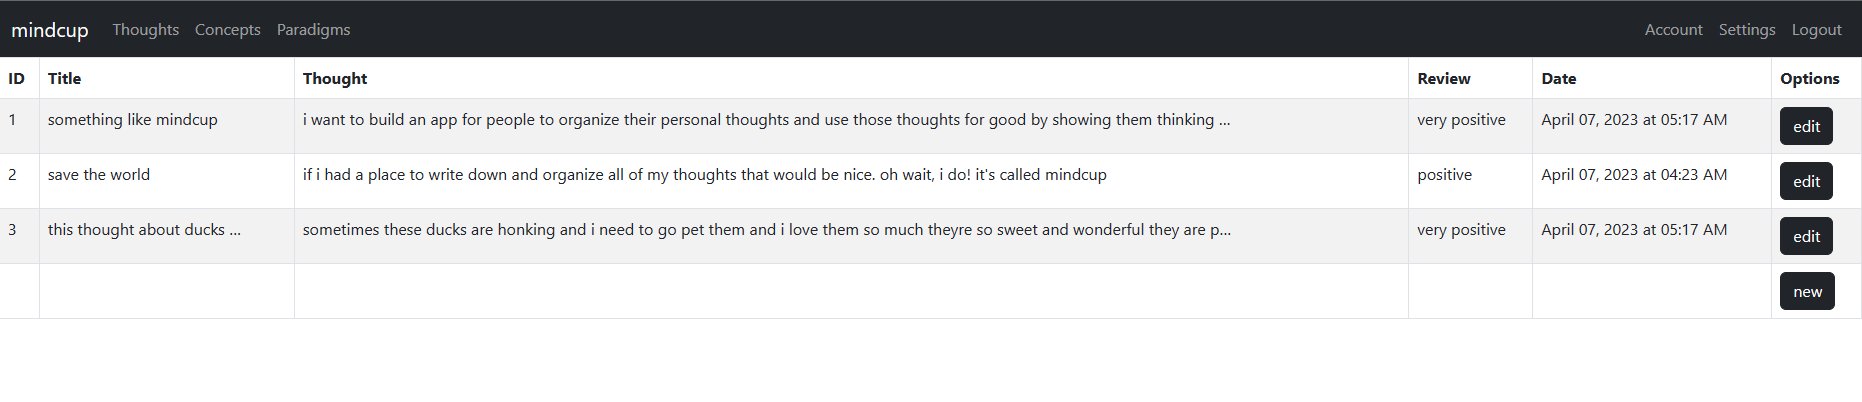 mindcup Thoughts Concepts Paradigms Account Settings Logout
ID Title Thought Review Date Options
1 something like mindcup i want to build an app for people to organize their personal thoughts and use those thoughts for good by showing them thinking ... very positive April 07, 2023 at 05:17 AM edit
2 save the world if i had a place to write down and organize all of my thoughts that would be nice. oh wait, i do! it's called mindcup positive April 07, 2023 at 04:23 AM edit
3 this thought about ducks ... sometimes these ducks are honking and i need to go pet them and i love them so much theyre so sweet and wonderful they are p... very positive April 07, 2023 at 05:17 AM edit
new